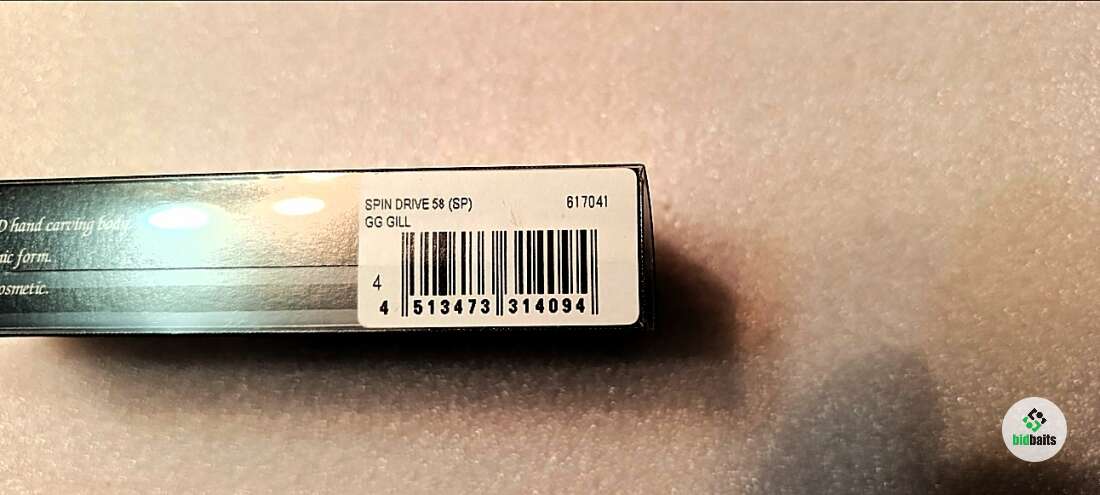 SPIN DRIVE 58 (SP) 617041
GG GILL
4
4 513473 314094
D hand carving body.
nic form.
osmetic.
bidbaits